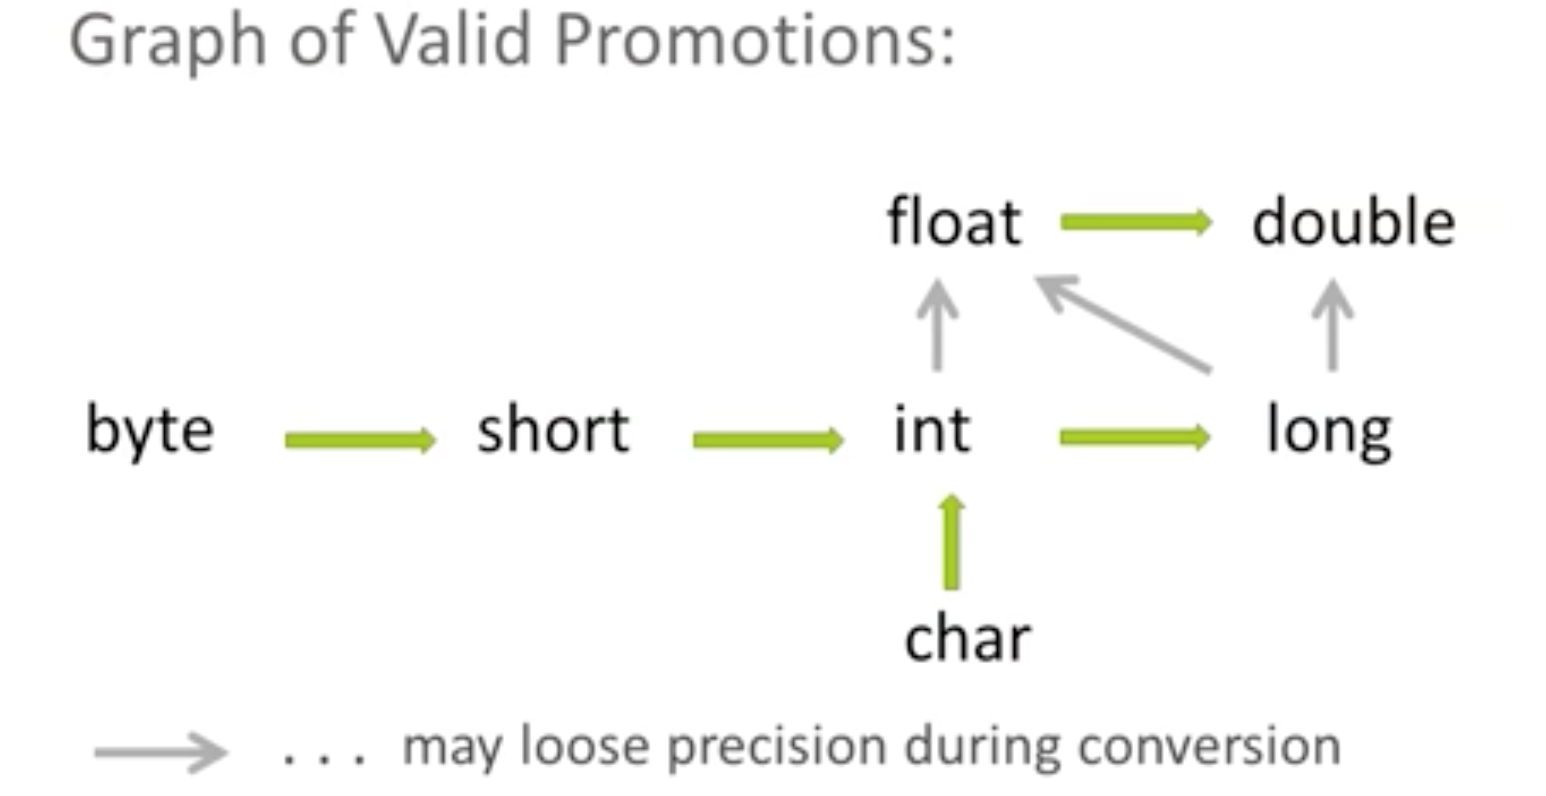 Graph of Valid Promotions:
float double
byte short int long
char
. . . may loose precision during conversion